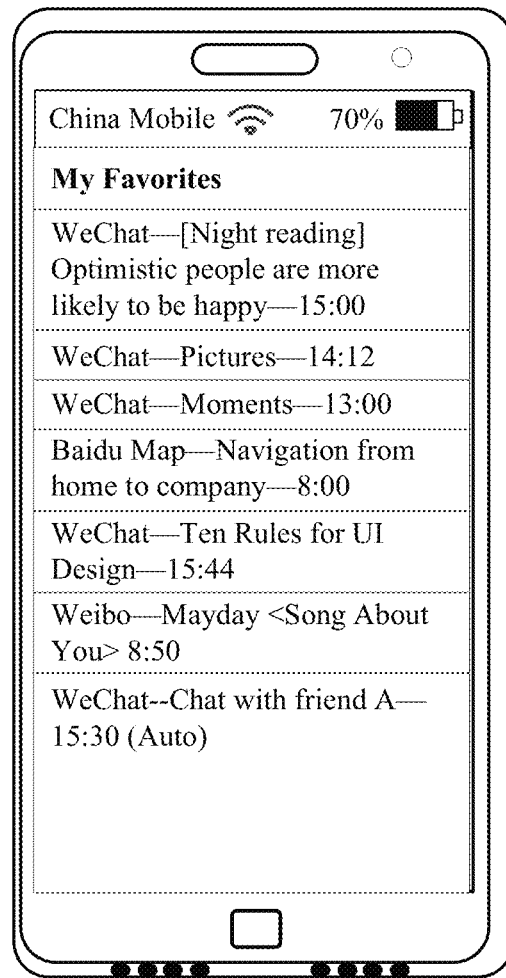 China Mobile 70%
My Favorites
WeChat—[Night reading]
Optimistic people are more
likely to be happy—15:00
WeChat—Pictures—14:12
WeChat—Moments—13:00
Baidu Map—Navigation from
home to company—8:00
WeChat—Ten Rules for UI
Design—15:44
Weibo—Mayday <Song About
You> 8:50
WeChat--Chat with friend A—
15:30 (Auto)